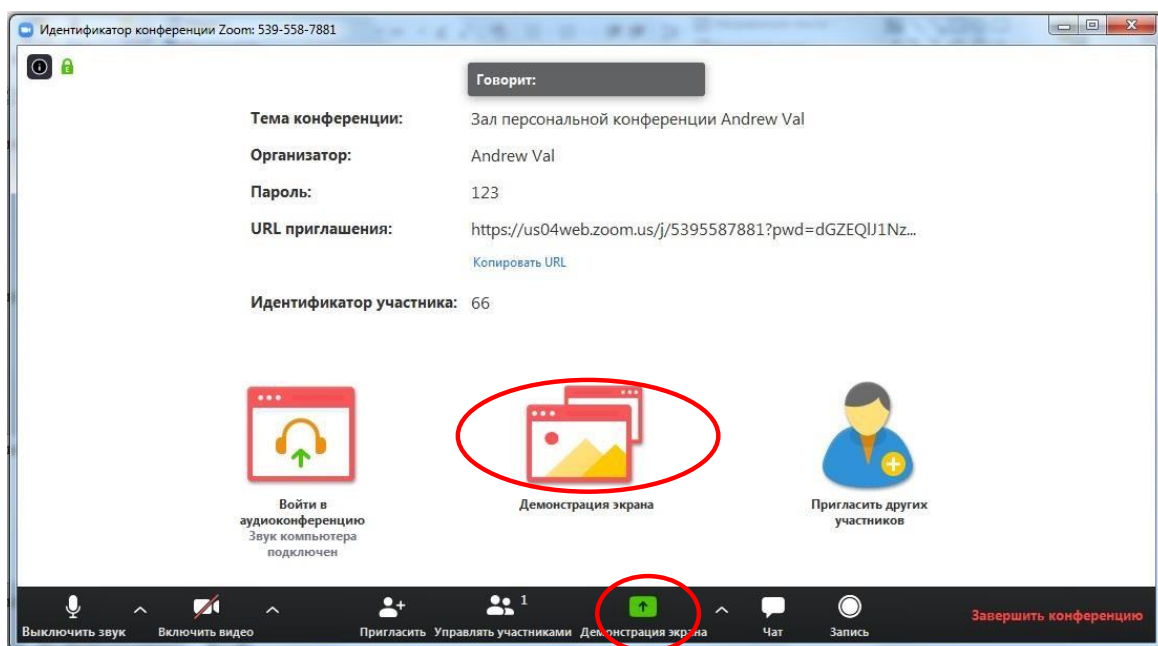 Идентификатор конференции Zoom: 539-558-7881
Говорит:
Тема конференции: Зал персональной конференции Andrew Val
Организатор: Andrew Val
Пароль: 123
URL приглашения: https://us04web.zoom.us/j/5395587881?pwd=dGZEQlJ1Nz...
Копировать URL
Идентификатор участника: 66
Войти в
аудиоконференцию
Звук компьютера
подключен
Демонстрация экрана
Пригласить других
участников
1
Выключить звук Включить видео Пригласить Управлять участниками Демонстрация экрана Чат Запись Завершить конференцию